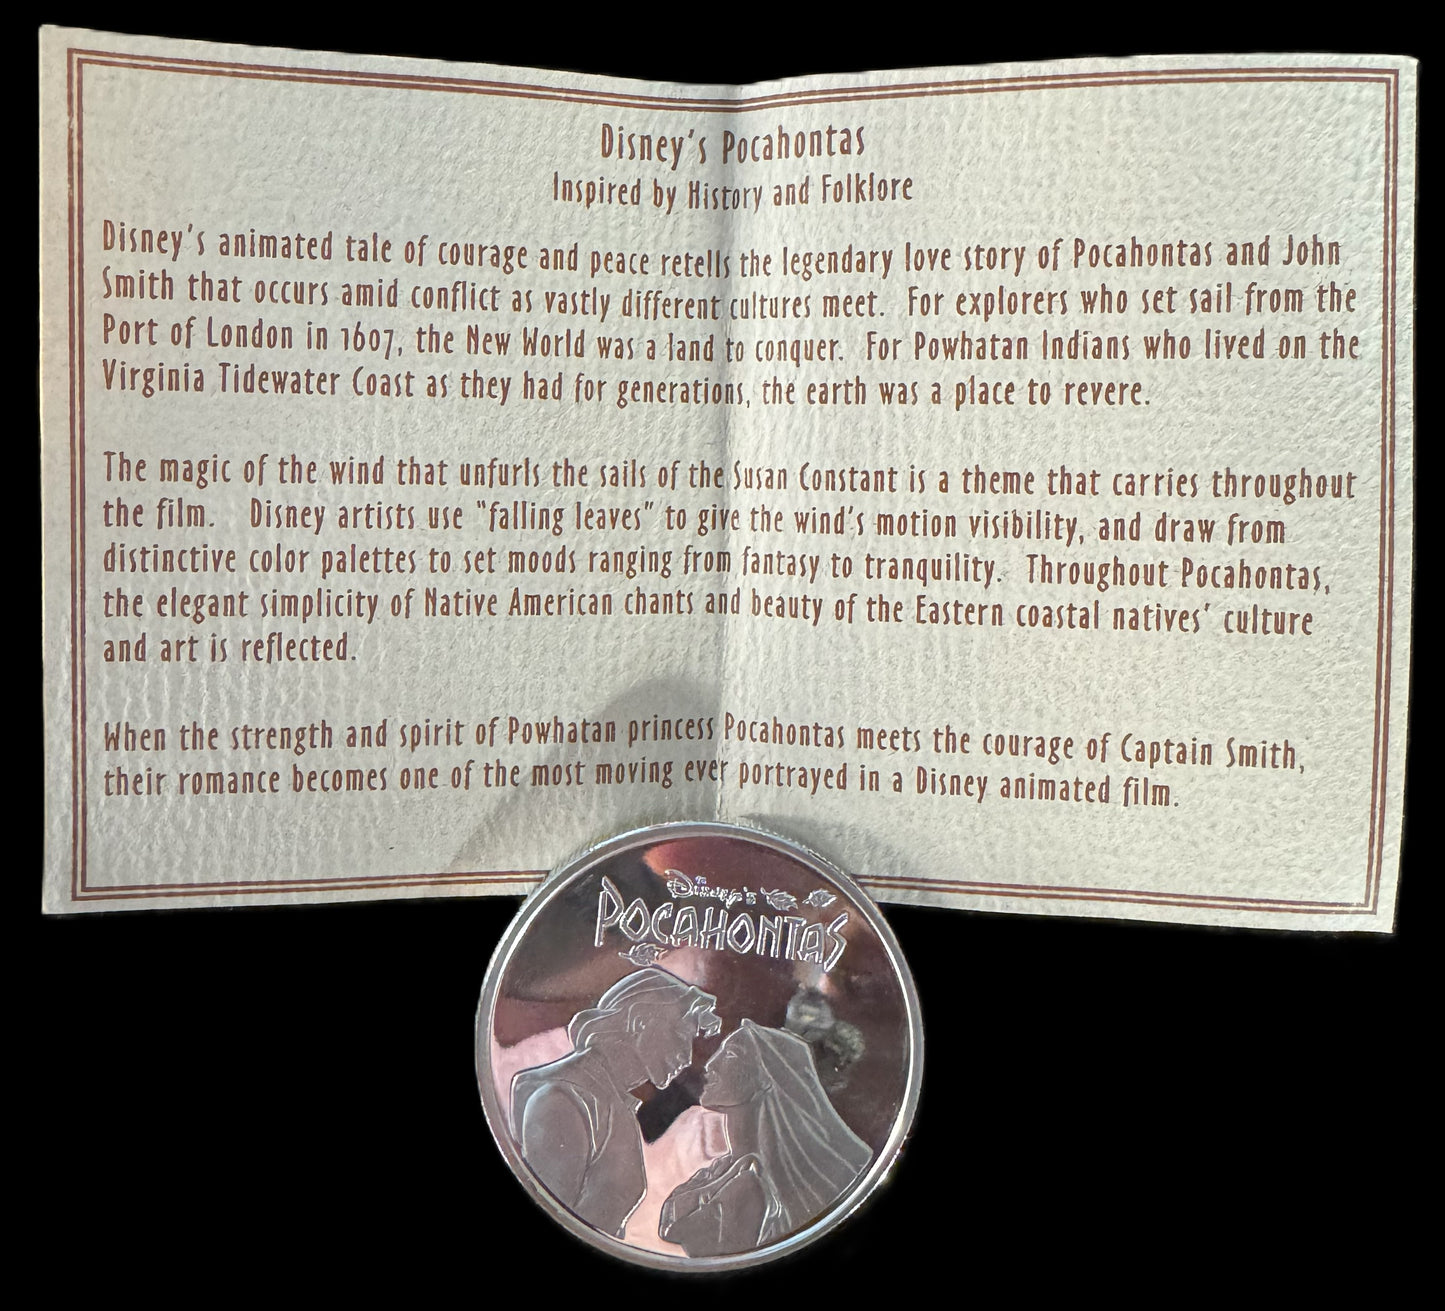 Disney's Pocahontas
Inspired by History and Folklore
Disney's animated tale of courage and peace retells the legendary love story of Pocahontas and John
Smith that occurs amid conflict as vastly different cultures meet. For explorers who set sail from the
Port of London in 1607, the New World was a land to conquer. For Powhatan Indians who lived on the
Virginia Tidewater Coast as they had for generations, the earth was a place to revere.
The magic of the wind that unfurls the sails of the Susan Constant is a theme that carries throughout
the film. Disney artists use "falling leaves" to give the wind's motion visibility, and draw from
distinctive color palettes to set moods ranging from fantasy to tranquility. Throughout Pocahontas,
the elegant simplicity of Native American chants and beauty of the Eastern coastal natives' culture
and art is reflected.
When the strength and spirit of Powhatan princess Pocahontas meets the courage of Captain Smith,
their romance becomes one of the most moving ever portrayed in a Disney animated film.
Disney's
POCAHONTAS